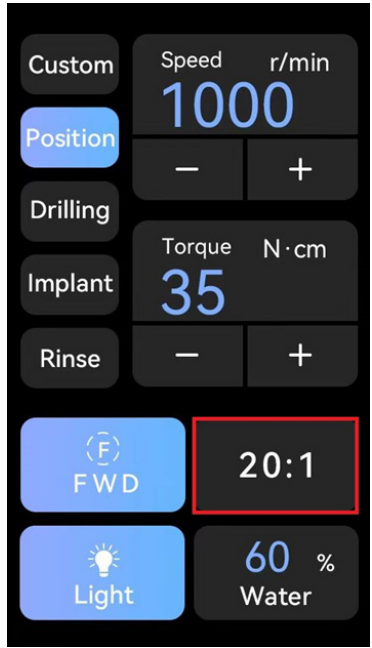 Custom
Position
Drilling
Implant
Rinse
Speed r/min
1000
− +
Torque N·cm
35
− +
(F)
FWD
20:1
Light
60 %
Water